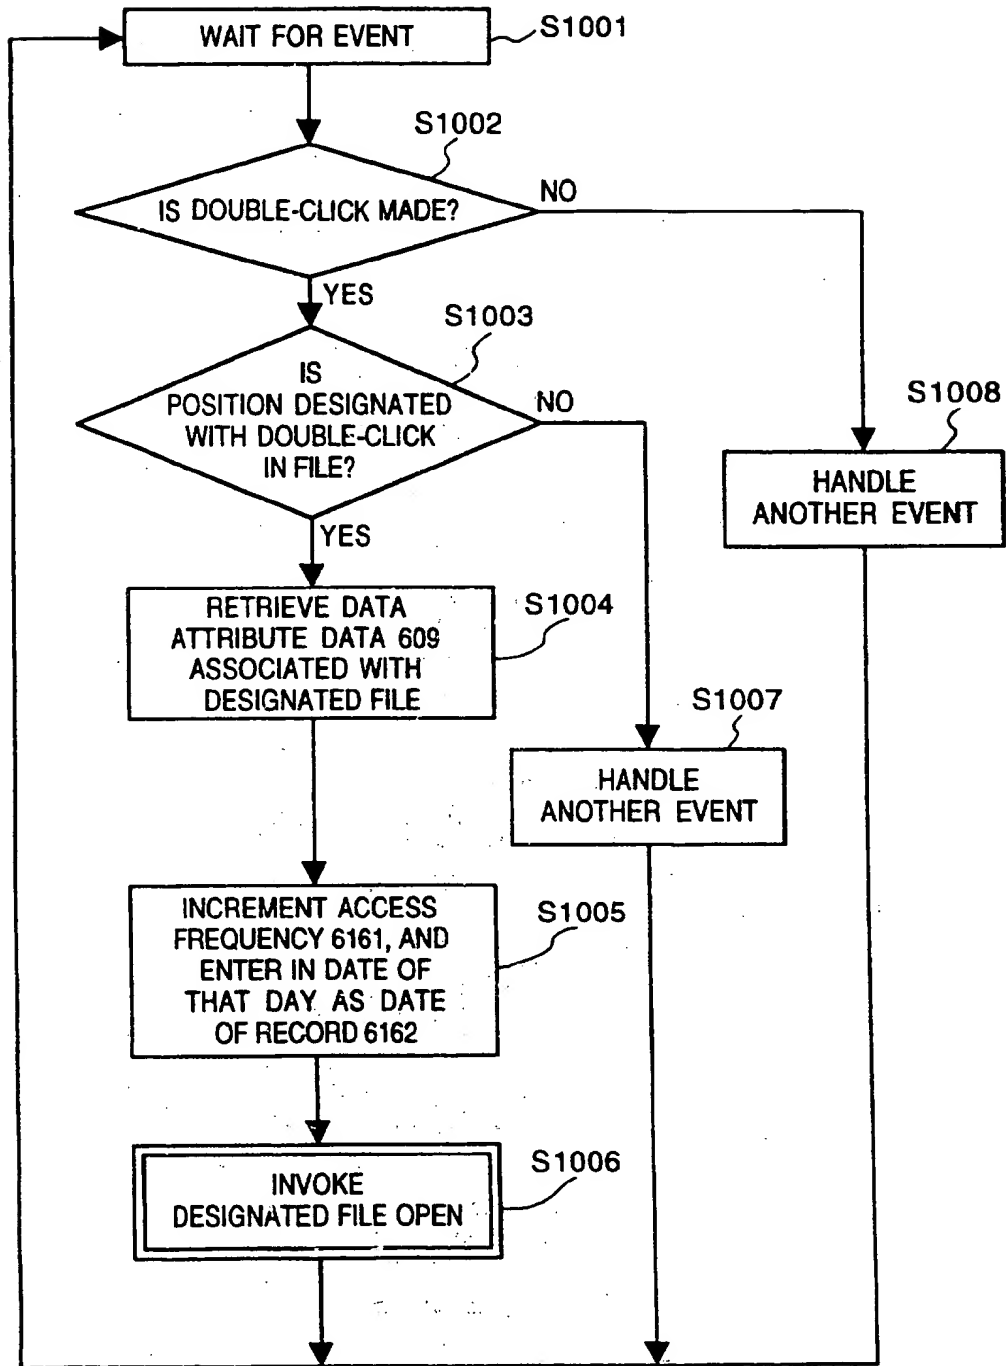 WAIT FOR EVENT
S1001
S1002
IS DOUBLE-CLICK MADE?
NO
YES
S1003
IS
POSITION DESIGNATED
WITH DOUBLE-CLICK
IN FILE?
NO
YES
S1008
HANDLE
ANOTHER EVENT
S1004
RETRIEVE DATA
ATTRIBUTE DATA 609
ASSOCIATED WITH
DESIGNATED FILE
S1007
HANDLE
ANOTHER EVENT
S1005
INCREMENT ACCESS
FREQUENCY 6161, AND
ENTER IN DATE OF
THAT DAY AS DATE
OF RECORD 6162
S1006
INVOKE
DESIGNATED FILE OPEN